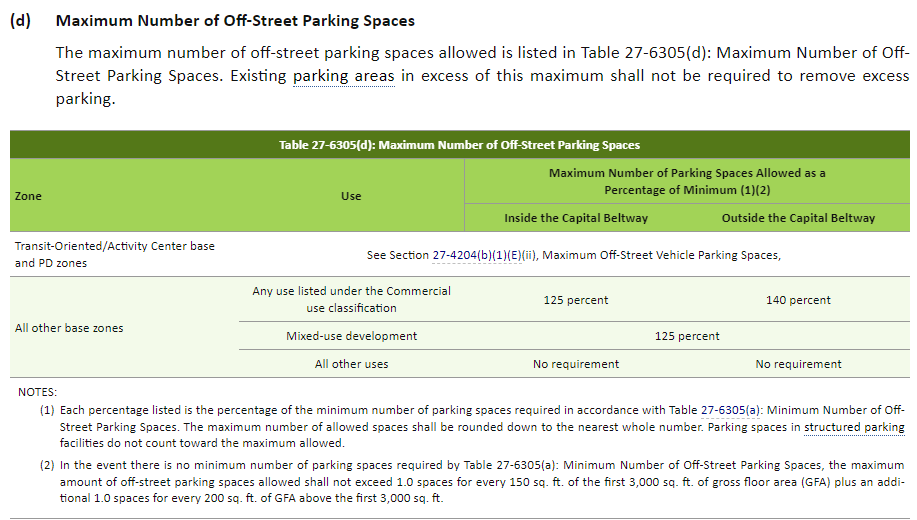 (d) Maximum Number of Off-Street Parking Spaces
The maximum number of off-street parking spaces allowed is listed in Table 27-6305(d): Maximum Number of Off-
Street Parking Spaces. Existing parking areas in excess of this maximum shall not be required to remove excess
parking.
Table 27-6305(d): Maximum Number of Off-Street Parking Spaces
Zone
Use
Maximum Number of Parking Spaces Allowed as a
Percentage of Minimum (1)(2)
Inside the Capital Beltway
Outside the Capital Beltway
Transit-Oriented/Activity Center base
and PD zones
See Section 27-4204(b)(1)(E)(ii), Maximum Off-Street Vehicle Parking Spaces,
All other base zones
Any use listed under the Commercial
use classification
125 percent
140 percent
Mixed-use development
125 percent
All other uses
No requirement
No requirement
NOTES:
(1) Each percentage listed is the percentage of the minimum number of parking spaces required in accordance with Table 27-6305(a): Minimum Number of Off-
Street Parking Spaces. The maximum number of allowed spaces shall be rounded down to the nearest whole number. Parking spaces in structured parking
facilities do not count toward the maximum allowed.
(2) In the event there is no minimum number of parking spaces required by Table 27-6305(a): Minimum Number of Off-Street Parking Spaces, the maximum
amount of off-street parking spaces allowed shall not exceed 1.0 spaces for every 150 sq. ft. of the first 3,000 sq. ft. of gross floor area (GFA) plus an addi-
tional 1.0 spaces for every 200 sq. ft. of GFA above the first 3,000 sq. ft.